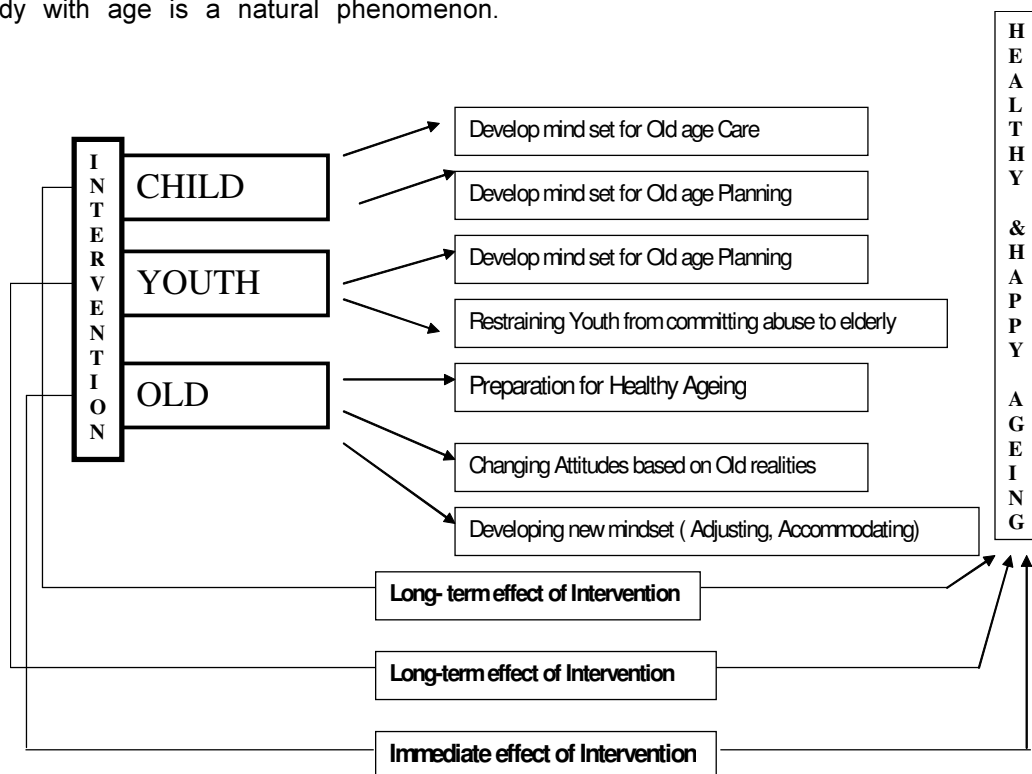 dy with age is a natural phenomenon.
HEALTHY & HAPPY AGEING
INTERVENTION
CHILD
YOUTH
OLD
Develop mind set for Old age Care
Develop mind set for Old age Planning
Develop mind set for Old age Planning
Restraining Youth from committing abuse to elderly
Preparation for Healthy Ageing
Changing Attitudes based on Old realities
Developing new mindset ( Adjusting, Accommodating)
Long- term effect of Intervention
Long-term effect of Intervention
Immediate effect of Intervention